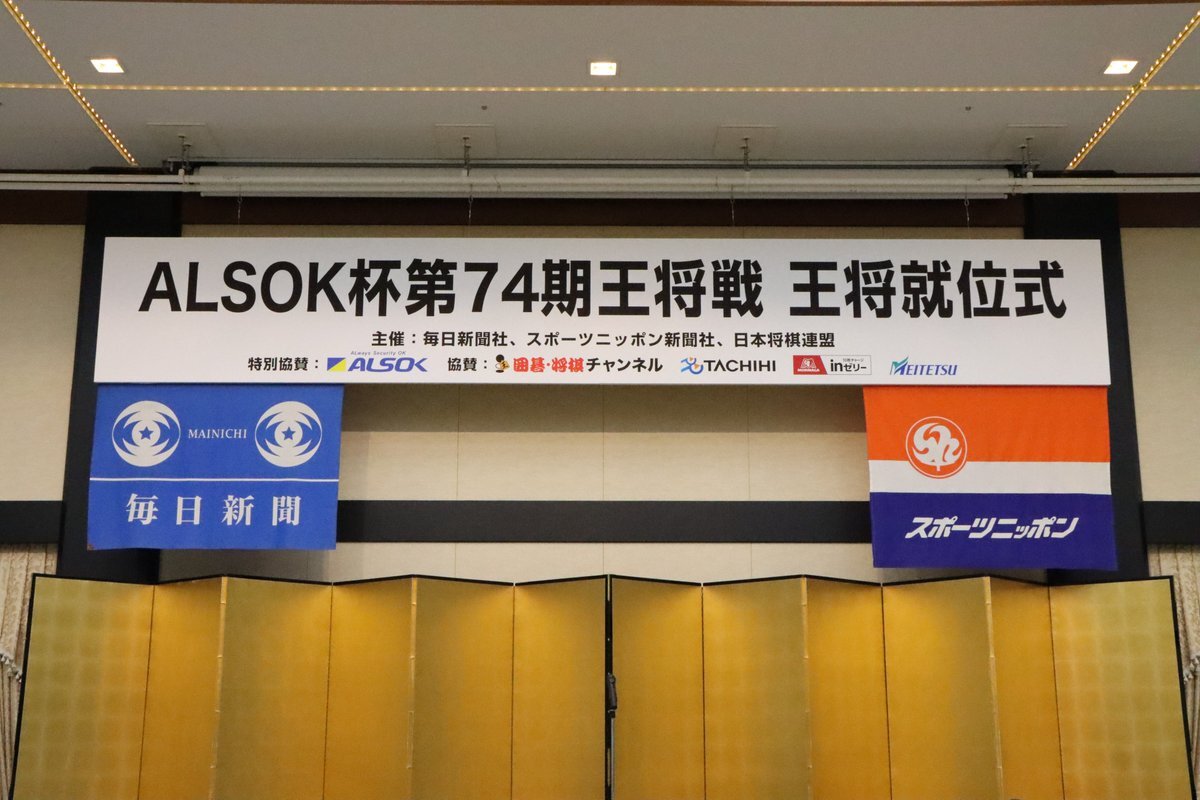 ALSOK杯第74期王将戦 王将就位式
主催：毎日新聞社、スポーツニッポン新聞社、日本将棋連盟
ALways Security OK
特別協賛：ALSOK 協賛：囲碁・将棋チャンネル TACHIHI MORINAGA inゼリー MEITETSU
MAINICHI
毎日新聞
スポーツニッポン